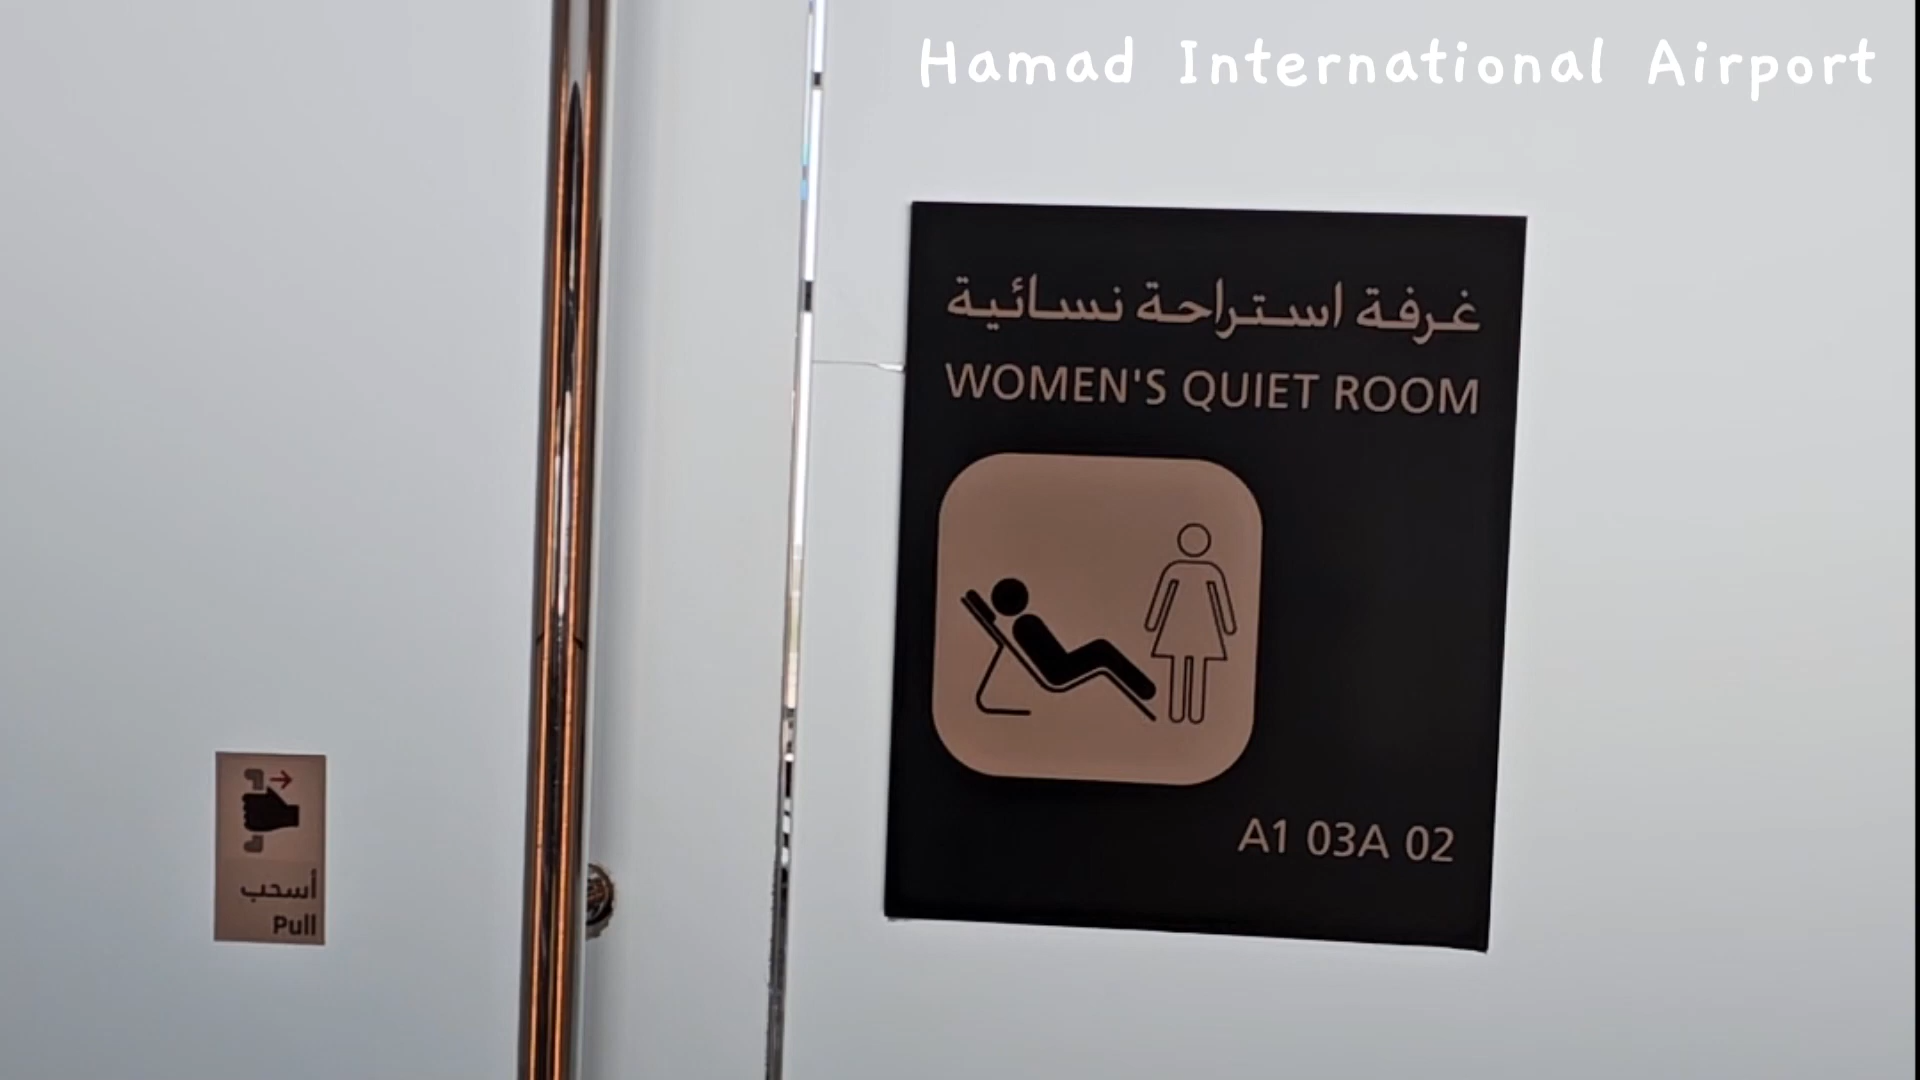 Hamad International Airport
غرفة استراحة نسائية
WOMEN'S QUIET ROOM
A1 03A 02
أسحب
Pull